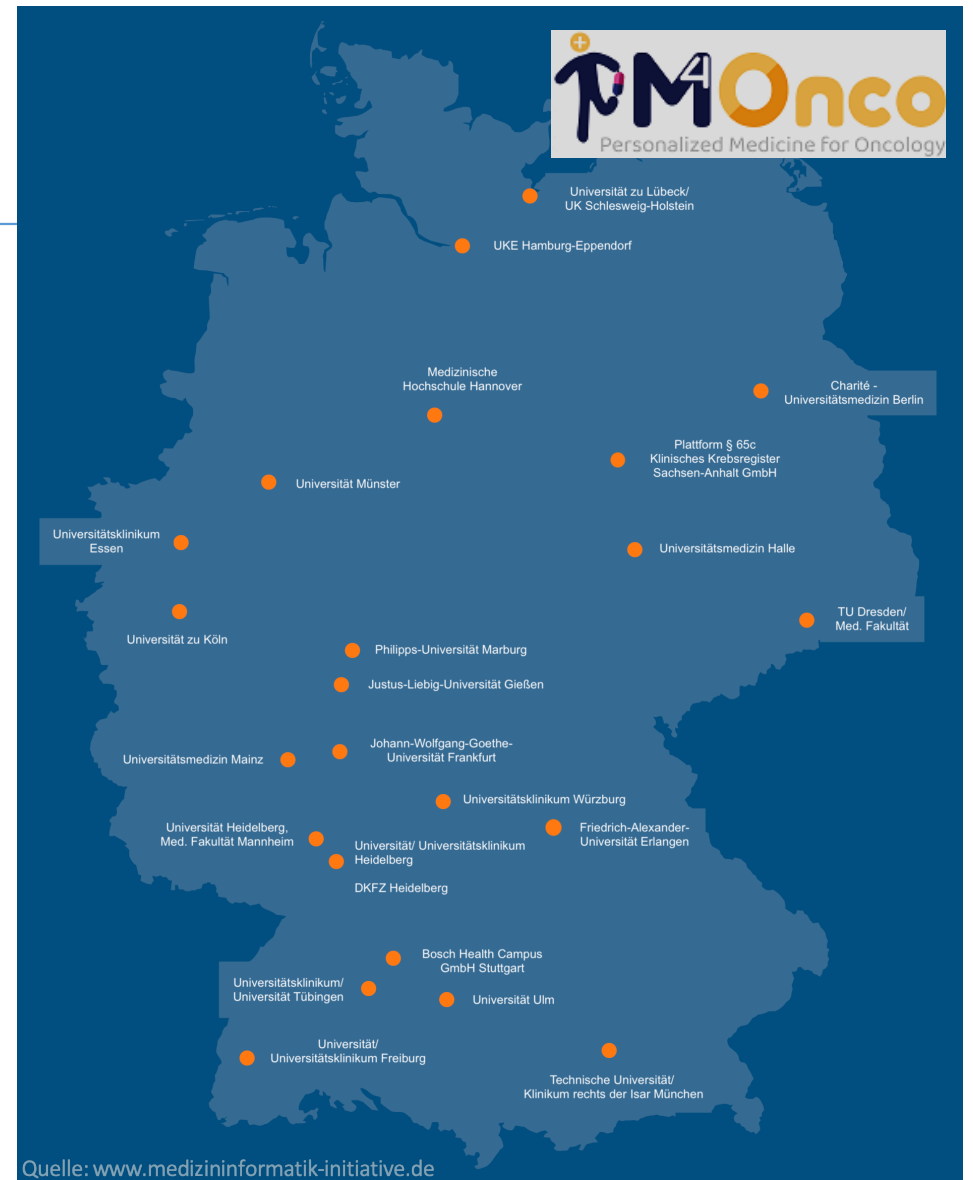 PM4Onco
Personalized Medicine for Oncology
Universität zu Lübeck/
UK Schleswig-Holstein
UKE Hamburg-Eppendorf
Medizinische
Hochschule Hannover
Charité -
Universitätsmedizin Berlin
Plattform § 65c
Klinisches Krebsregister
Sachsen-Anhalt GmbH
Universität Münster
Universitätsklinikum
Essen
Universitätsmedizin Halle
Universität zu Köln
TU Dresden/
Med. Fakultät
Philipps-Universität Marburg
Justus-Liebig-Universität Gießen
Johann-Wolfgang-Goethe-
Universität Frankfurt
Universitätsmedizin Mainz
Universitätsklinikum Würzburg
Universität Heidelberg,
Med. Fakultät Mannheim
Friedrich-Alexander-
Universität Erlangen
Universität/ Universitätsklinikum
Heidelberg
DKFZ Heidelberg
Bosch Health Campus
GmbH Stuttgart
Universitätsklinikum/
Universität Tübingen
Universität Ulm
Universität/
Universitätsklinikum Freiburg
Technische Universität/
Klinikum rechts der Isar München
Quelle: www.medizininformatik-initiative.de